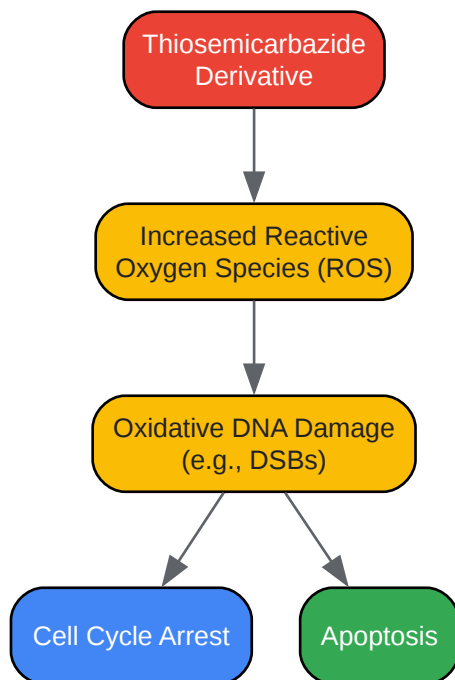 Thiosemicarbazide
Derivative
Increased Reactive
Oxygen Species (ROS)
Oxidative DNA Damage
(e.g., DSBs)
Cell Cycle Arrest
Apoptosis